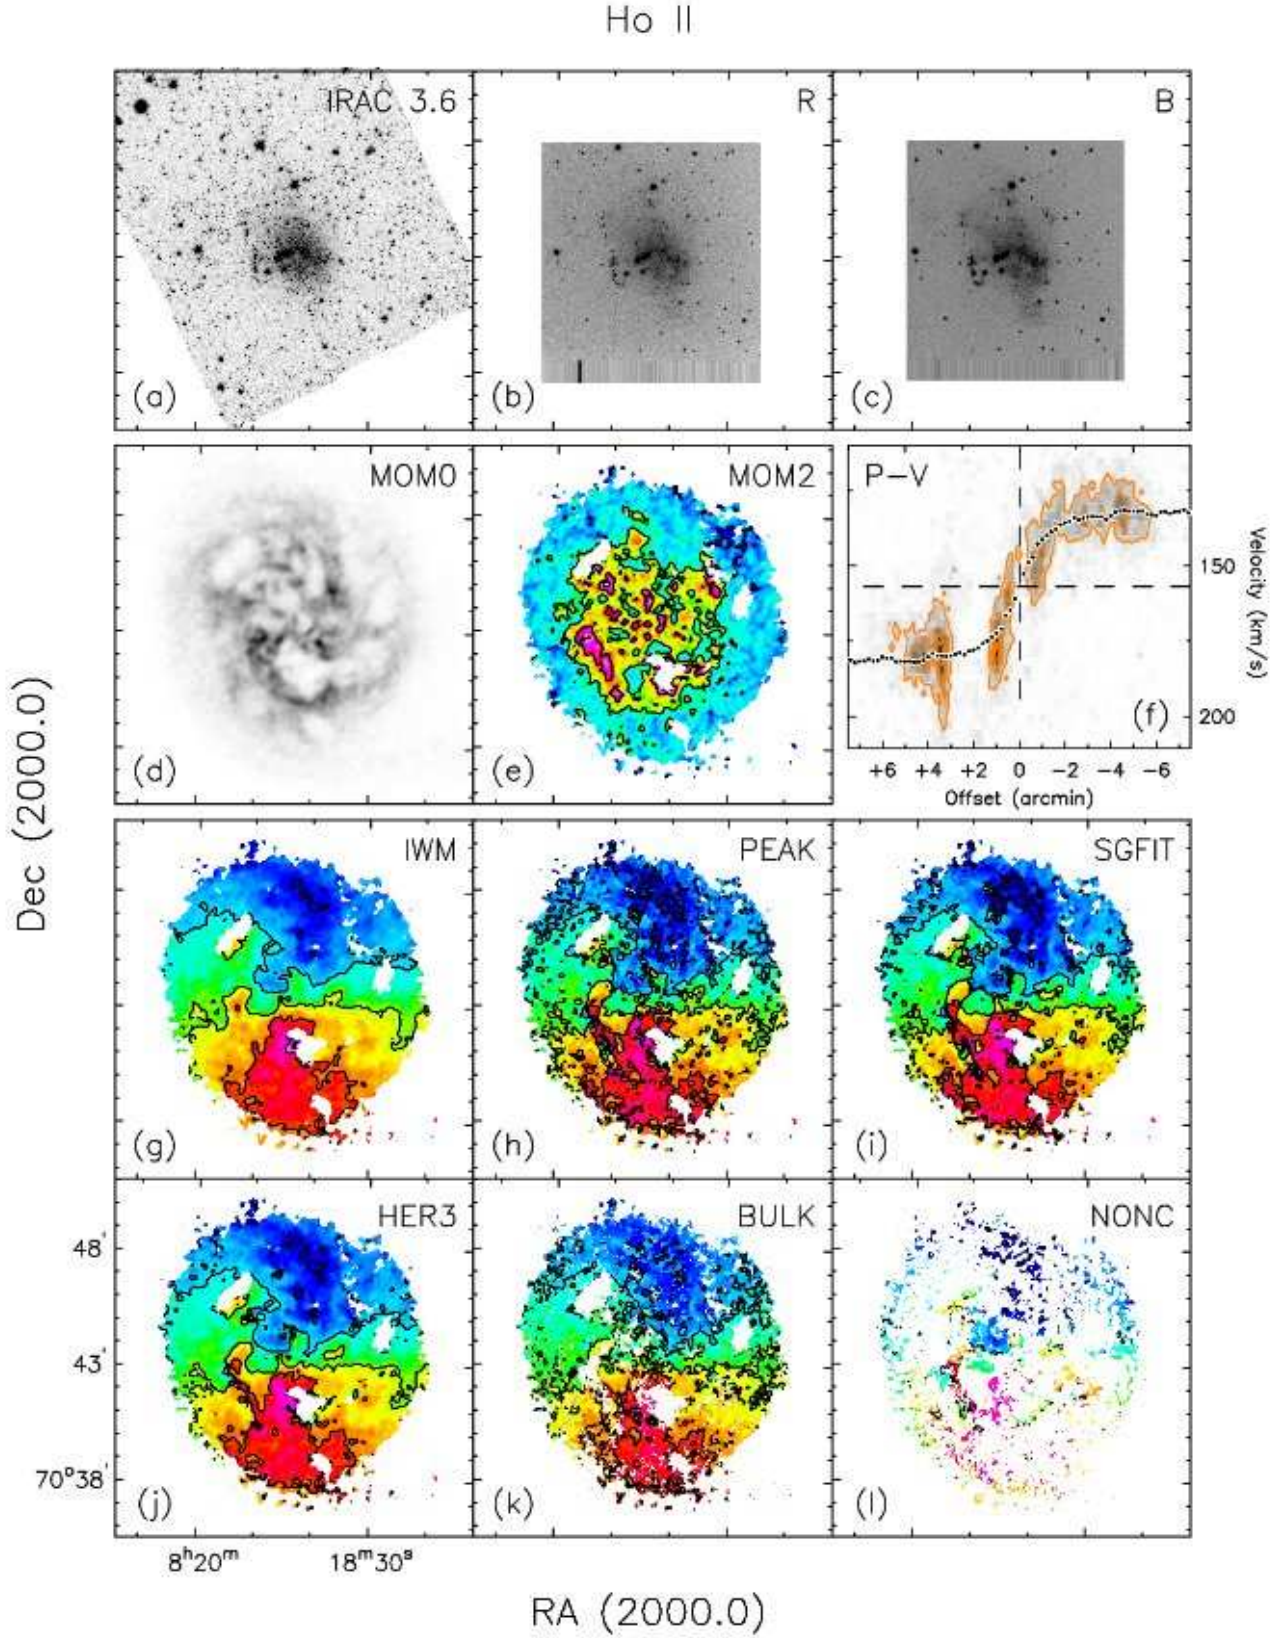 Ho II
IRAC 3.6
R
B
(a)
(b)
(c)
MOM0
MOM2
P-V
(d)
(e)
(f)
150
200
Velocity (km/s)
+6 +4 +2 0 -2 -4 -6
Offset (arcmin)
IWM
PEAK
SGFIT
(g)
(h)
(i)
HER3
BULK
NONC
48'
43'
70°38'
(j)
(k)
(l)
8ʰ20ᵐ 18ᵐ30ˢ
Dec (2000.0)
RA (2000.0)